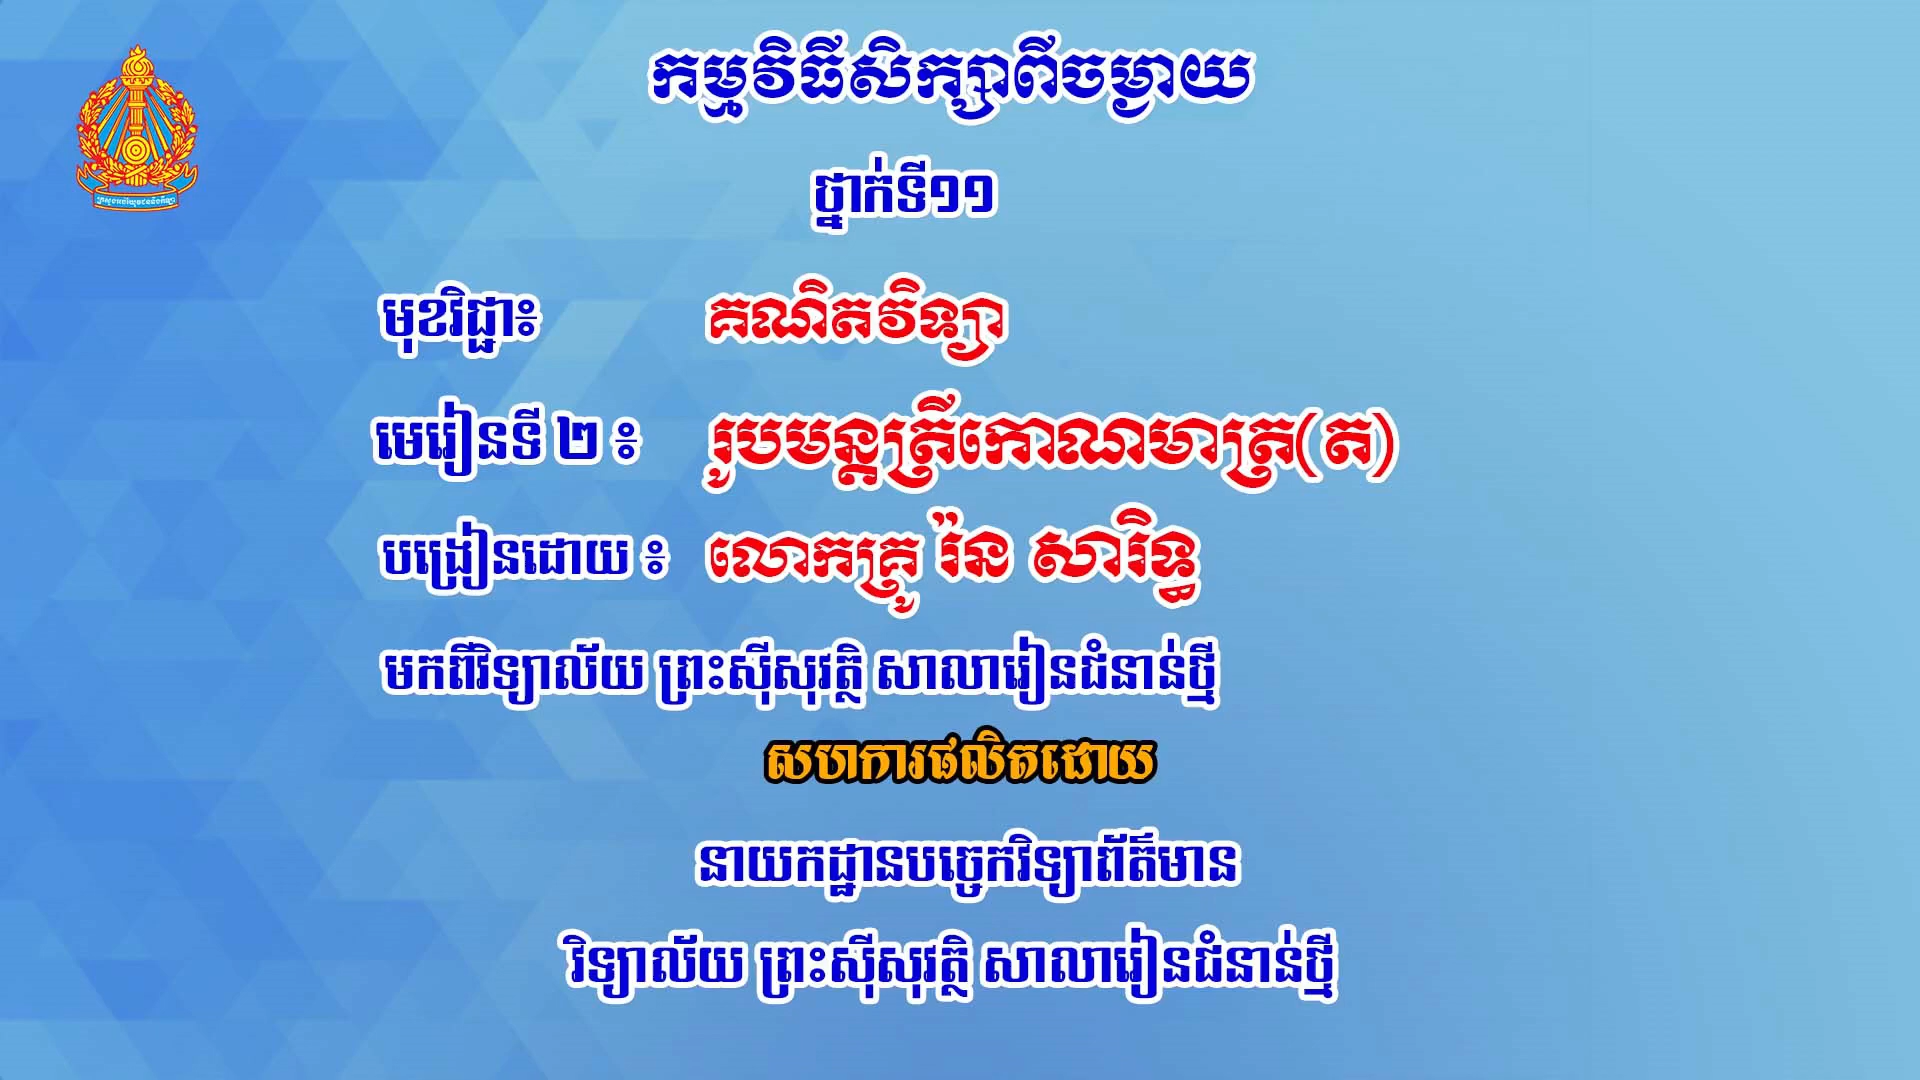 កម្មវិធីសិក្សាពីចម្ងាយ
ថ្នាក់ទី១១
មុខវិជ្ជា៖ គណិតវិទ្យា
មេរៀនទី ២ ៖ រូបមន្តត្រីកោណមាត្រ(ត)
បង្រៀនដោយ ៖ លោកគ្រូ រ៉ន សារិទ្ធ
មកពីវិទ្យាល័យ ព្រះស៊ីសុវត្ថិ សាលារៀនជំនាន់ថ្មី
សហការផលិតដោយ
នាយកដ្ឋានបច្ចេកវិទ្យាព័ត៌មាន
វិទ្យាល័យ ព្រះស៊ីសុវត្ថិ សាលារៀនជំនាន់ថ្មី